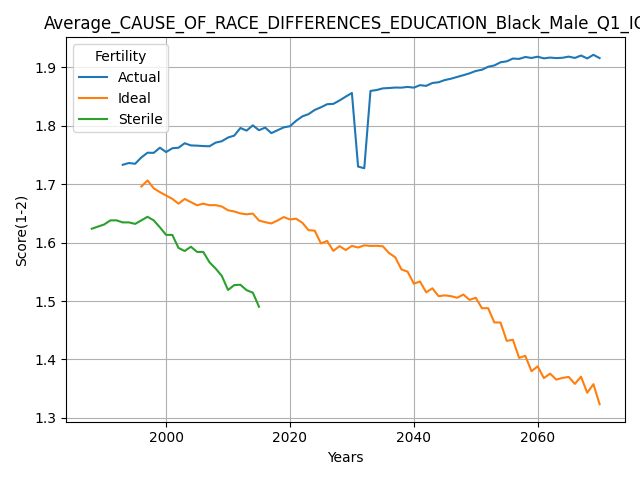 Average_CAUSE_OF_RACE_DIFFERENCES_EDUCATION_Black_Male_Q1_IC
Fertility
Actual
Ideal
Sterile
Score(1-2)
1.9
1.8
1.7
1.6
1.5
1.4
1.3
2000 2020 2040 2060
Years